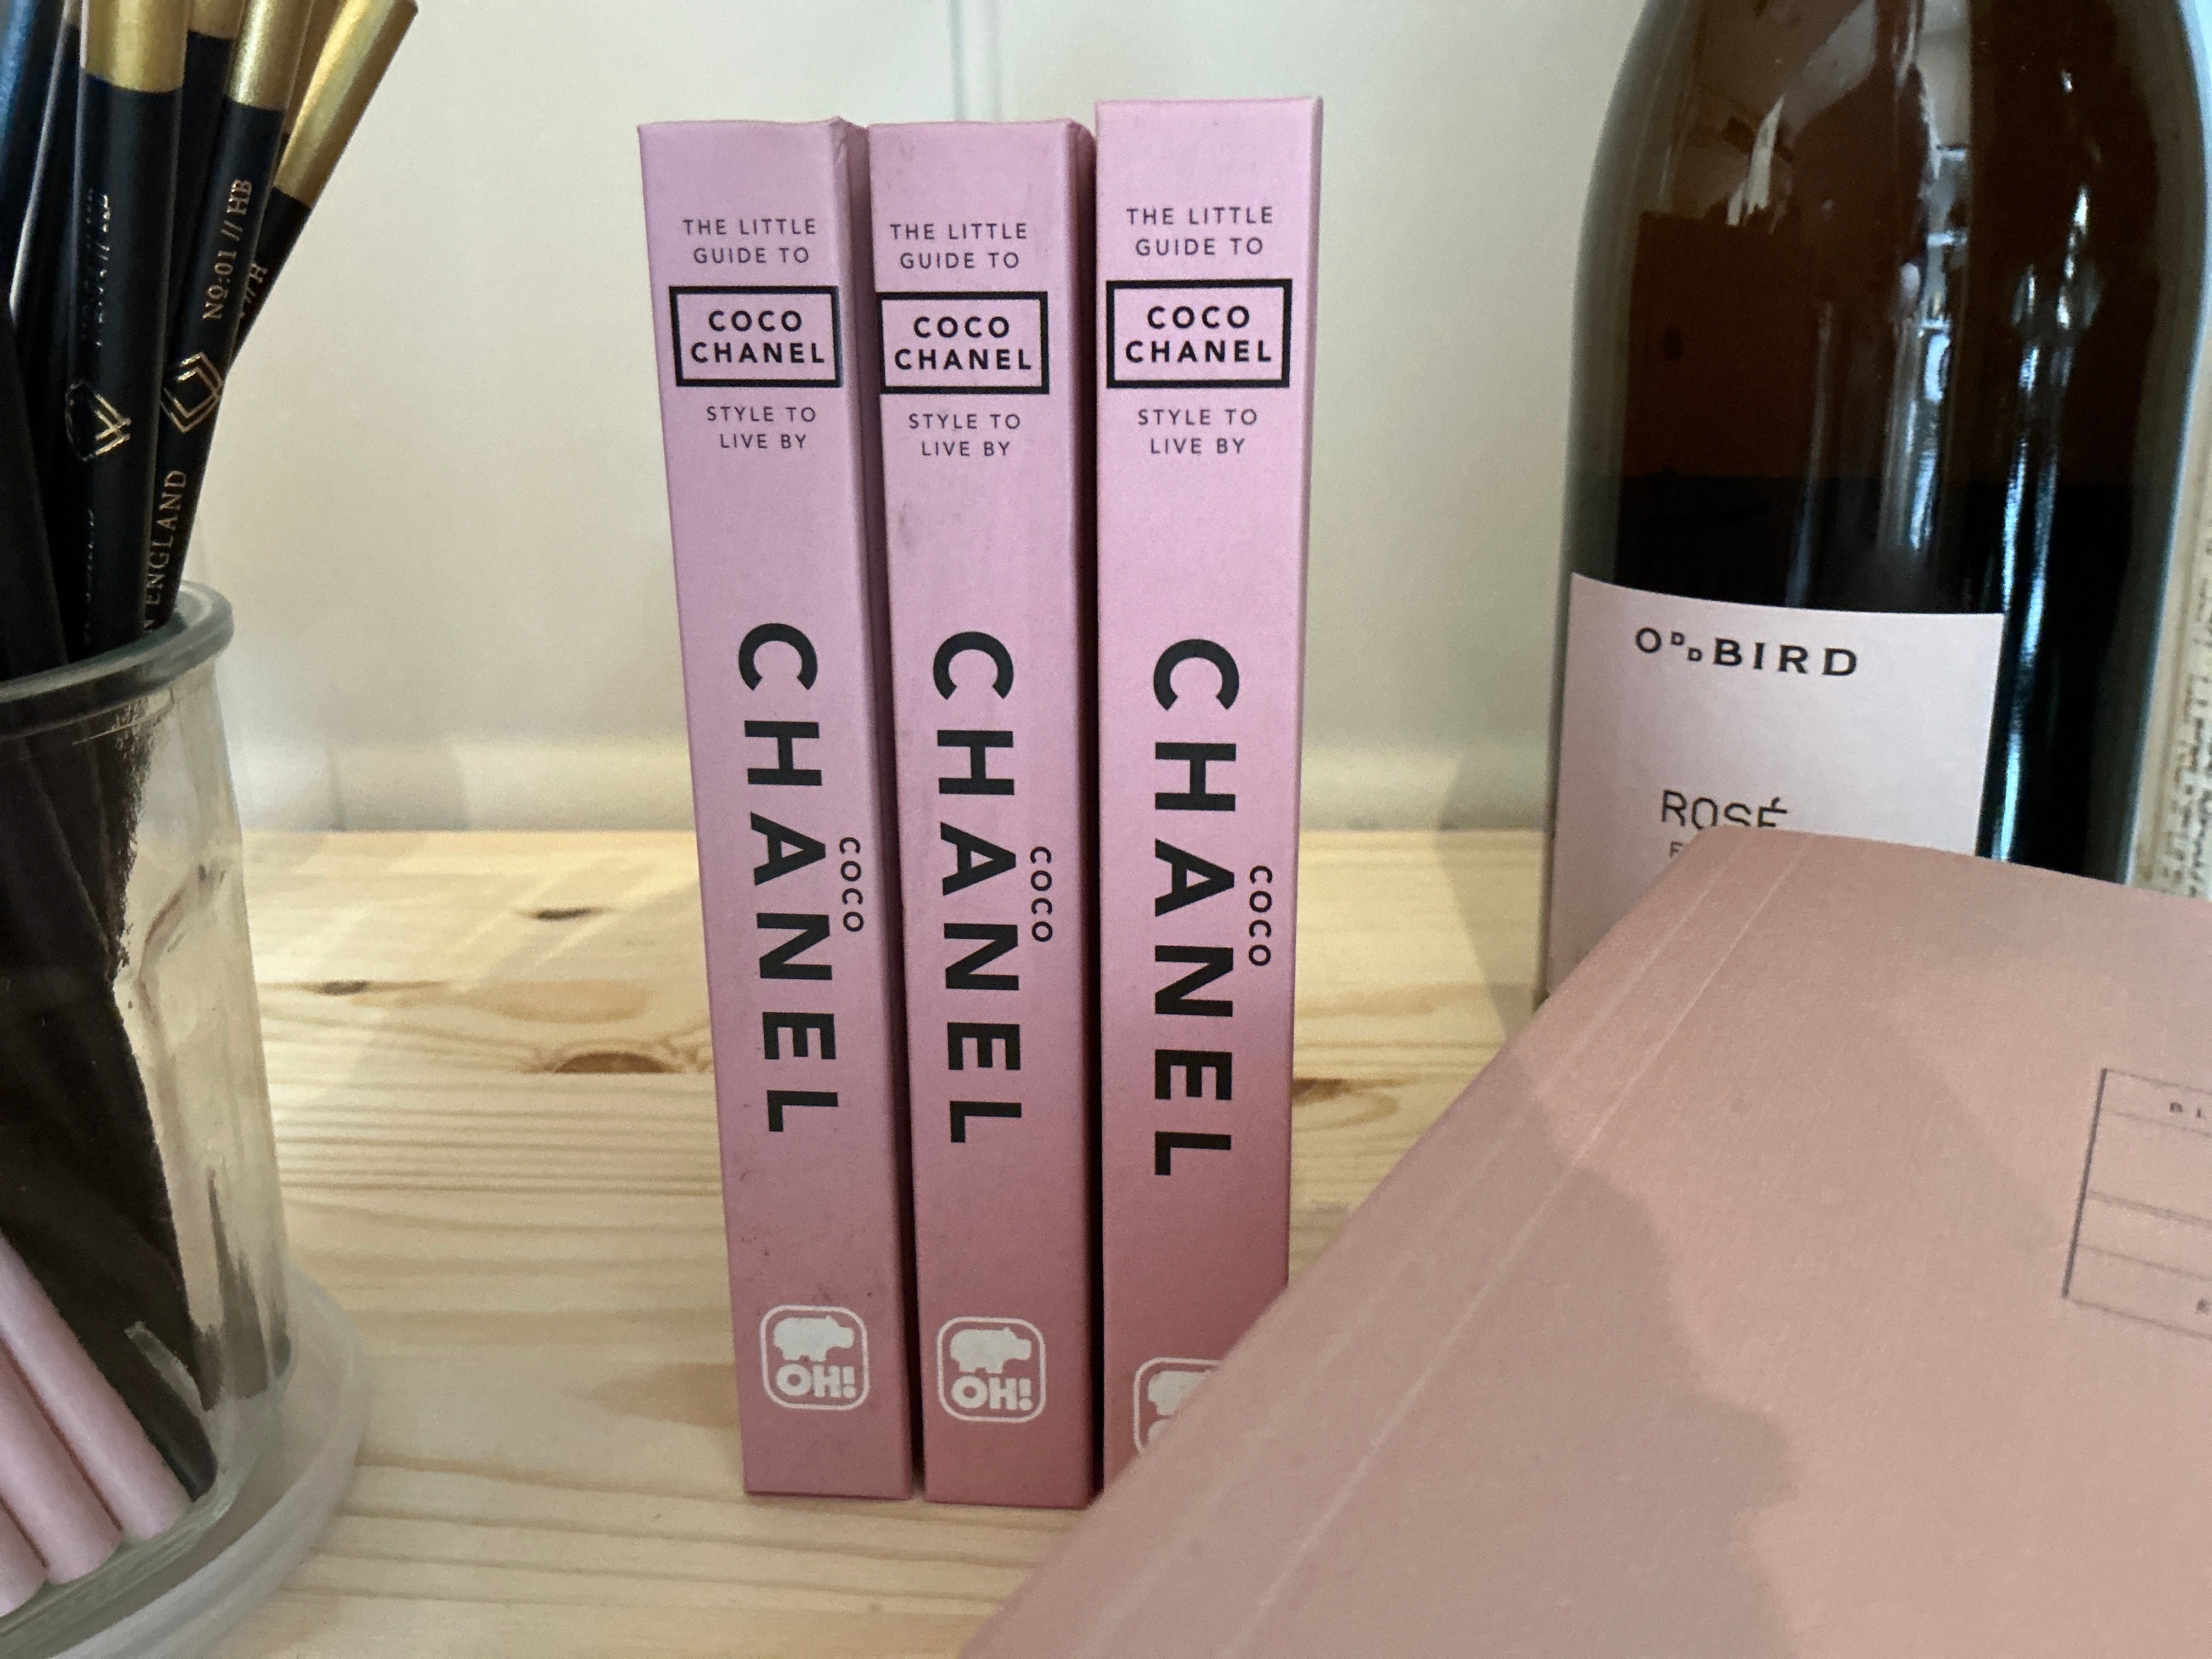 Nº:01 // HB
ENGLAND
THE LITTLE
GUIDE TO
COCO
CHANEL
STYLE TO
LIVE BY
COCO
CHANEL
OH!
THE LITTLE
GUIDE TO
COCO
CHANEL
STYLE TO
LIVE BY
COCO
CHANEL
OH!
THE LITTLE
GUIDE TO
COCO
CHANEL
STYLE TO
LIVE BY
COCO
CHANEL
ODDBIRD
ROSÉ